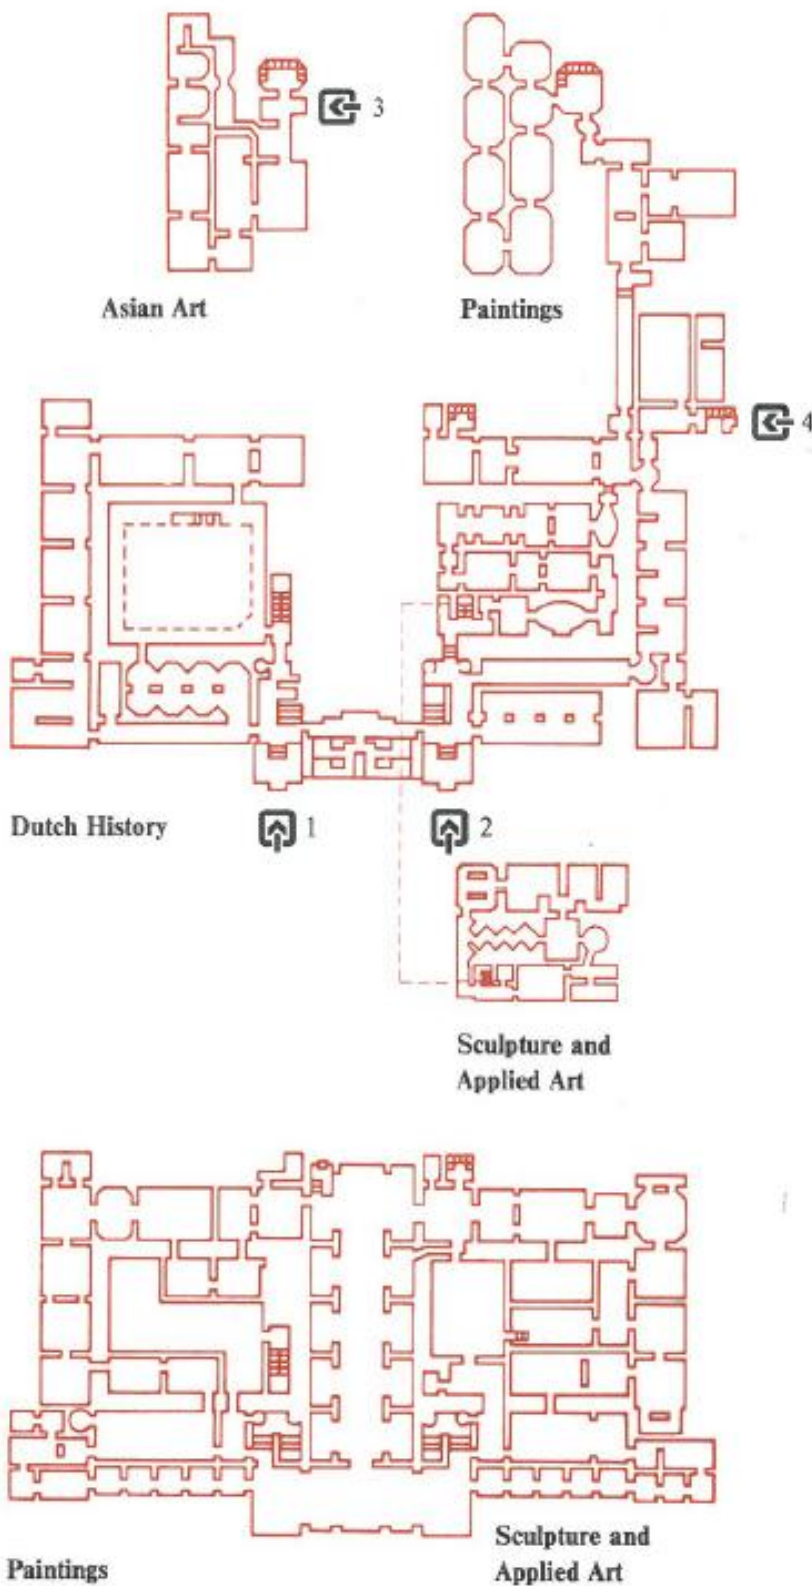 3
Asian Art
Paintings
4
Dutch History
1
2
Sculpture and
Applied Art
Paintings
Sculpture and
Applied Art